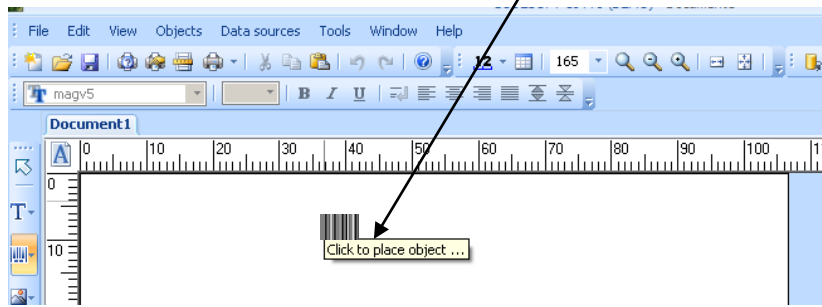 File Edit View Objects Data sources Tools Window Help
12 165
magv5 B I U
Document1
A 0 10 20 30 40 50 60 70 80 90 100
0
T
Click to place object ...
10